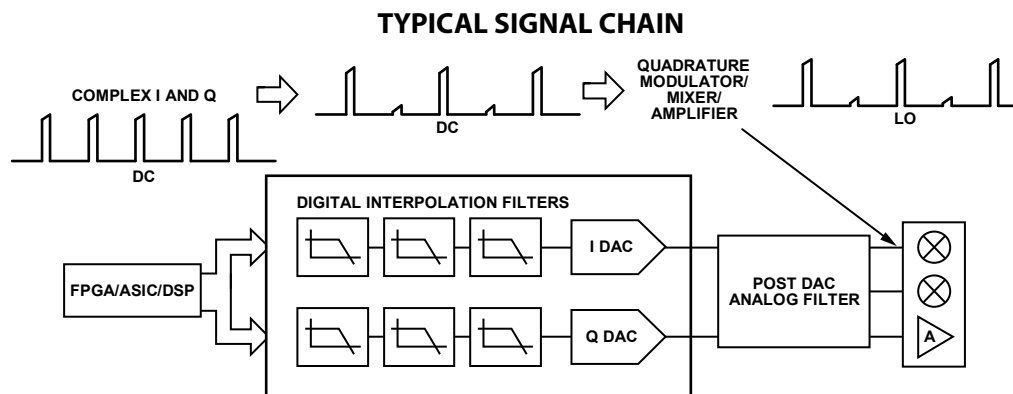 TYPICAL SIGNAL CHAIN
COMPLEX I AND Q
DC
DC
QUADRATURE
MODULATOR/
MIXER/
AMPLIFIER
LO
DIGITAL INTERPOLATION FILTERS
I DAC
FPGA/ASIC/DSP
POST DAC
ANALOG FILTER
Q DAC
A